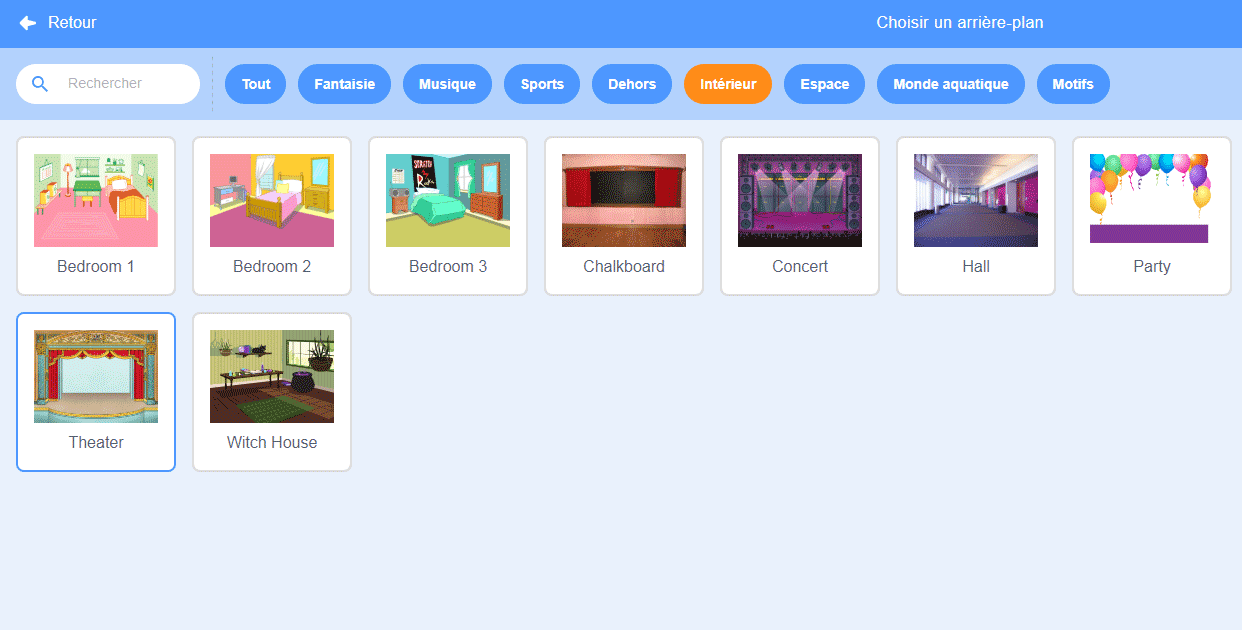 Retour
Choisir un arrière-plan
Rechercher
Tout
Fantaisie
Musique
Sports
Dehors
Intérieur
Espace
Monde aquatique
Motifs
SCRATCH
Bedroom 1
Bedroom 2
Bedroom 3
Chalkboard
Concert
Hall
Party
Theater
Witch House